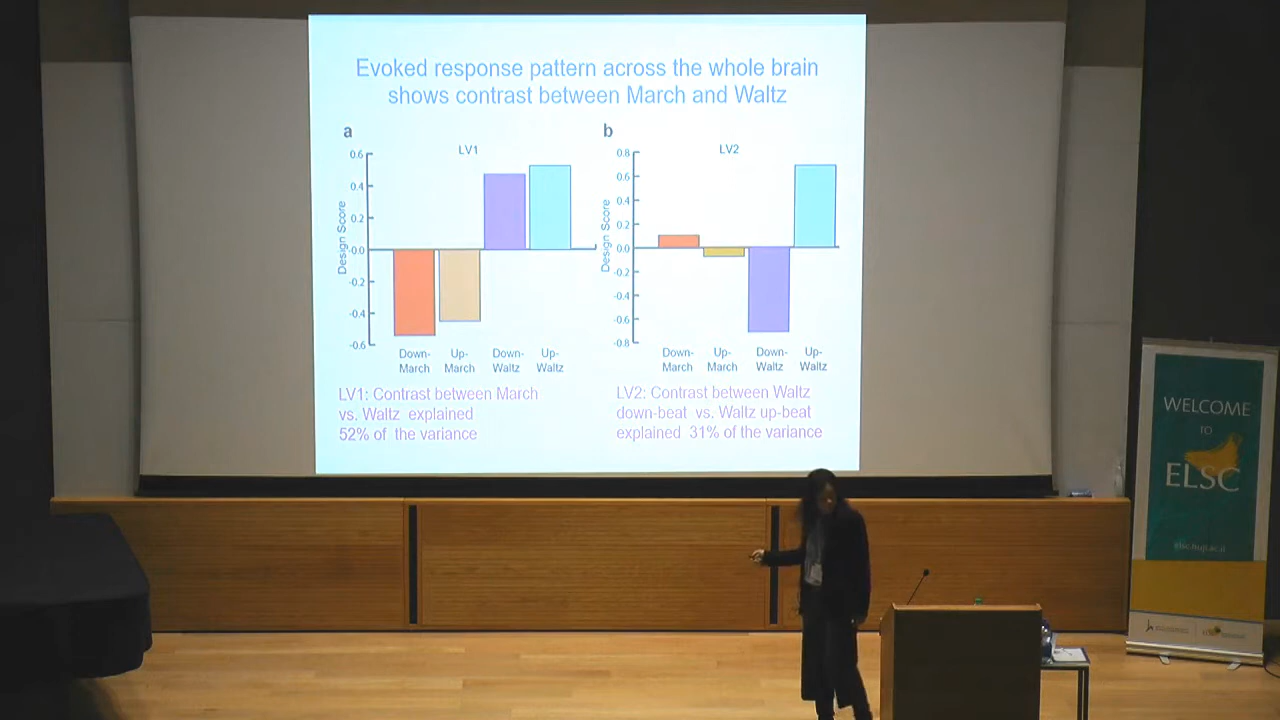 Evoked response pattern across the whole brain
shows contrast between March and Waltz
a
LV1
0.6
0.4
0.2
0.0
-0.2
-0.4
-0.6
Design Score
Down-
March
Up-
March
Down-
Waltz
Up-
Waltz
LV1: Contrast between March
vs. Waltz explained
52% of the variance
b
LV2
0.8
0.6
0.4
0.2
0.0
-0.2
-0.4
-0.6
-0.8
Design Score
Down-
March
Up-
March
Down-
Waltz
Up-
Waltz
LV2: Contrast between Waltz
down-beat vs. Waltz up-beat
explained 31% of the variance
WELCOME
TO
ELSC
elsc.huji.ac.il